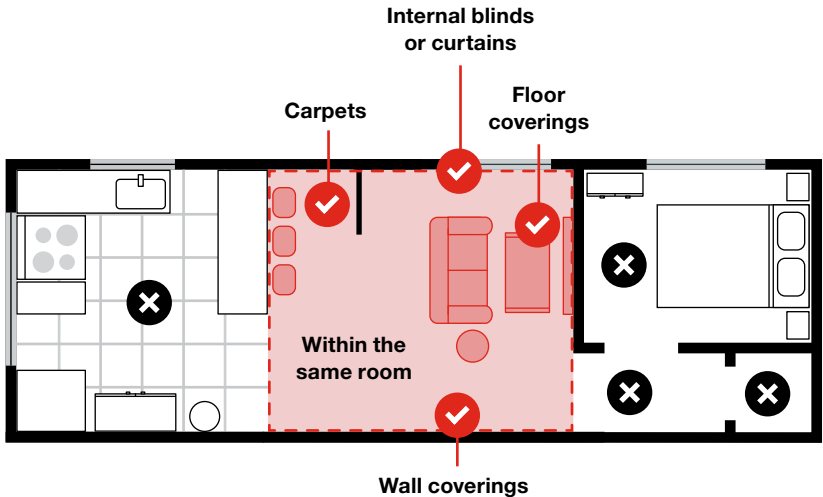 Internal blinds
or curtains
Carpets
Floor
coverings
Within the
same room
Wall coverings